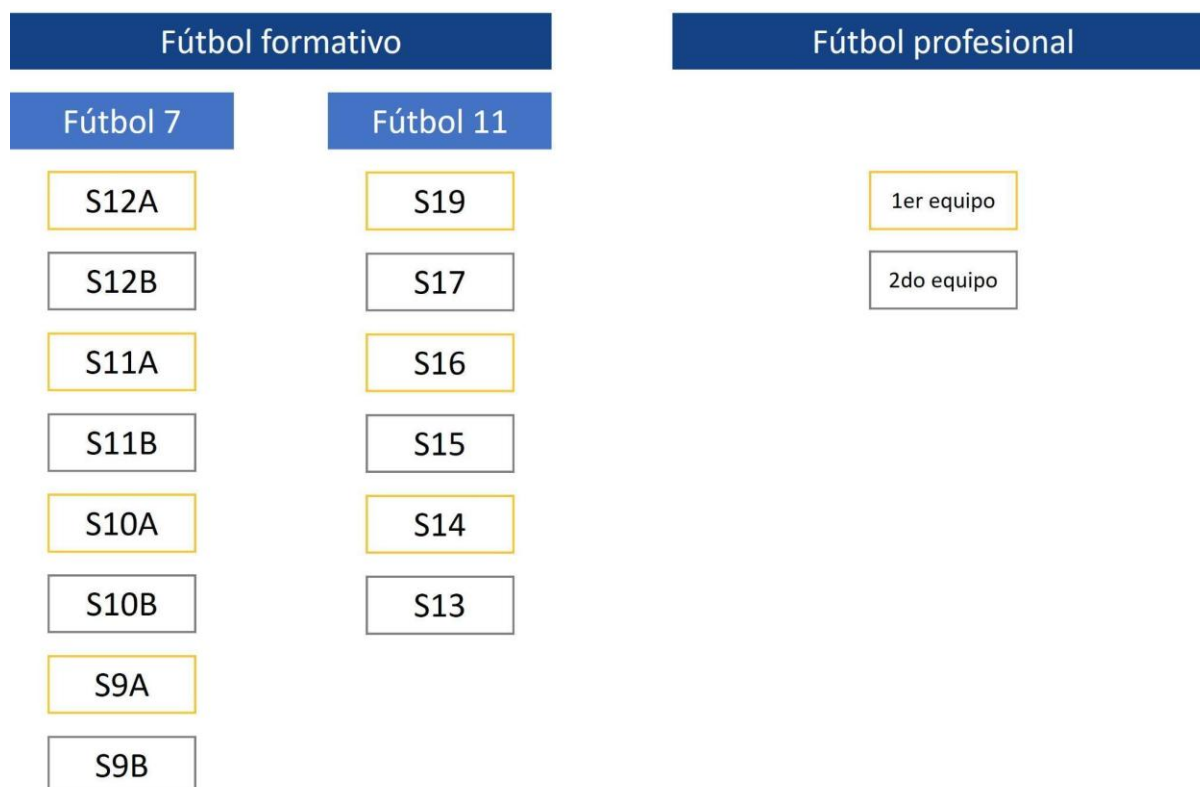 Fútbol formativo
Fútbol profesional
Fútbol 7
Fútbol 11
S12A
S19
1er equipo
S12B
S17
2do equipo
S11A
S16
S11B
S15
S10A
S14
S10B
S13
S9A
S9B